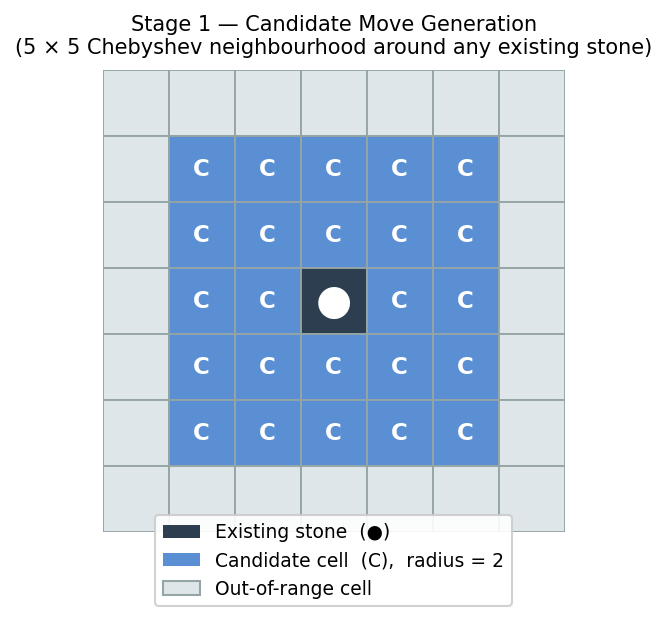 Stage 1 — Candidate Move Generation
(5 × 5 Chebyshev neighbourhood around any existing stone)
C C C C C
C C C C C
C C C C
C C C C C
C C C C C
Existing stone (●)
Candidate cell (C), radius = 2
Out-of-range cell